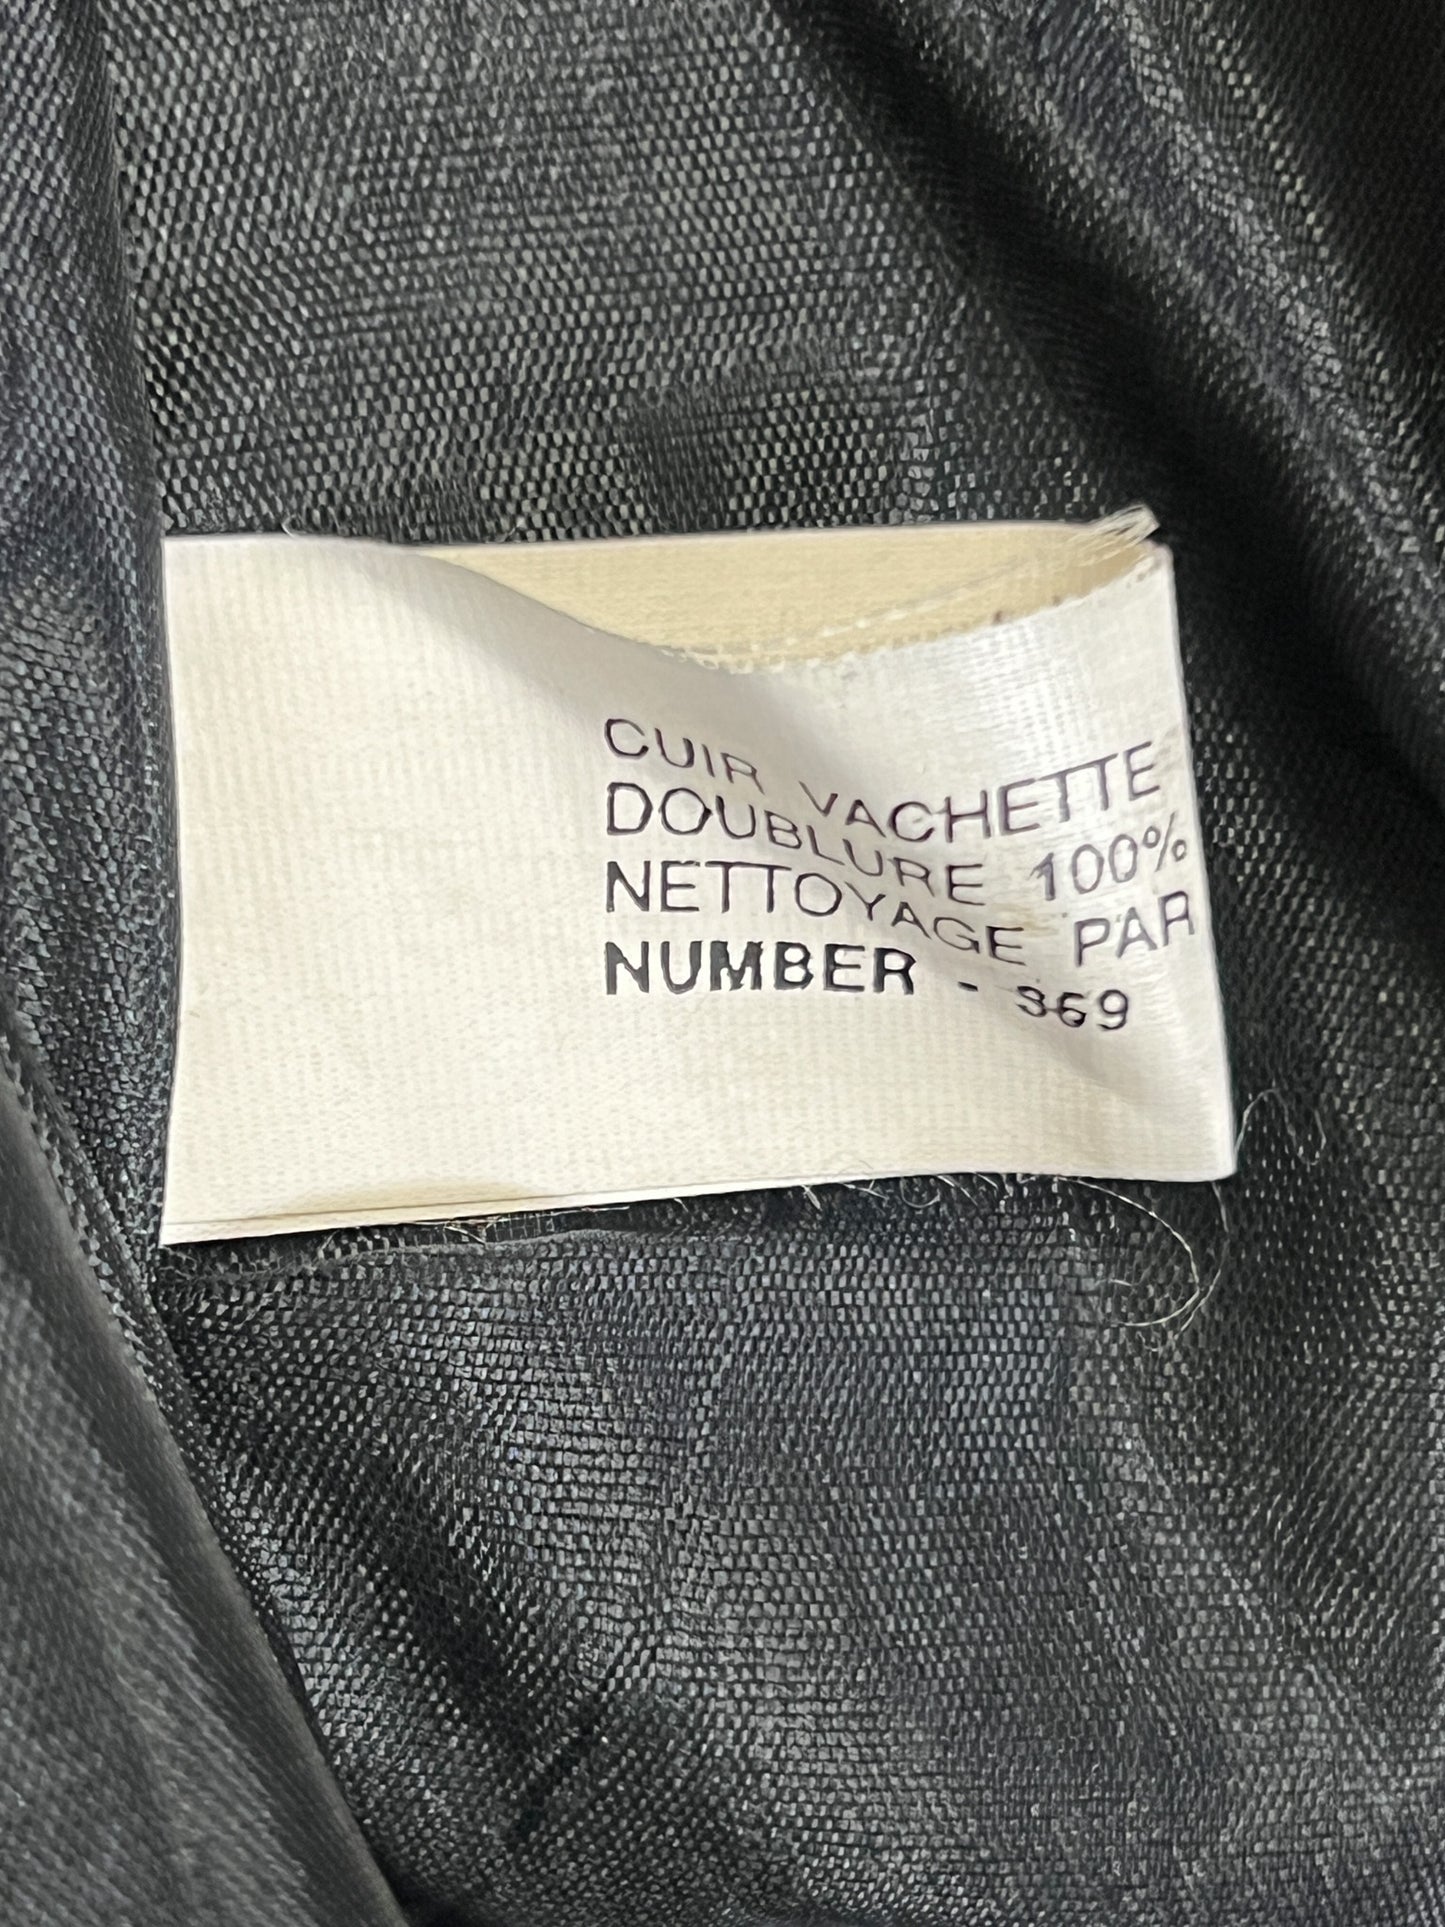 CUIR VACHETTE
DOUBLURE 100%
NETTOYAGE PAR
NUMBER - 369